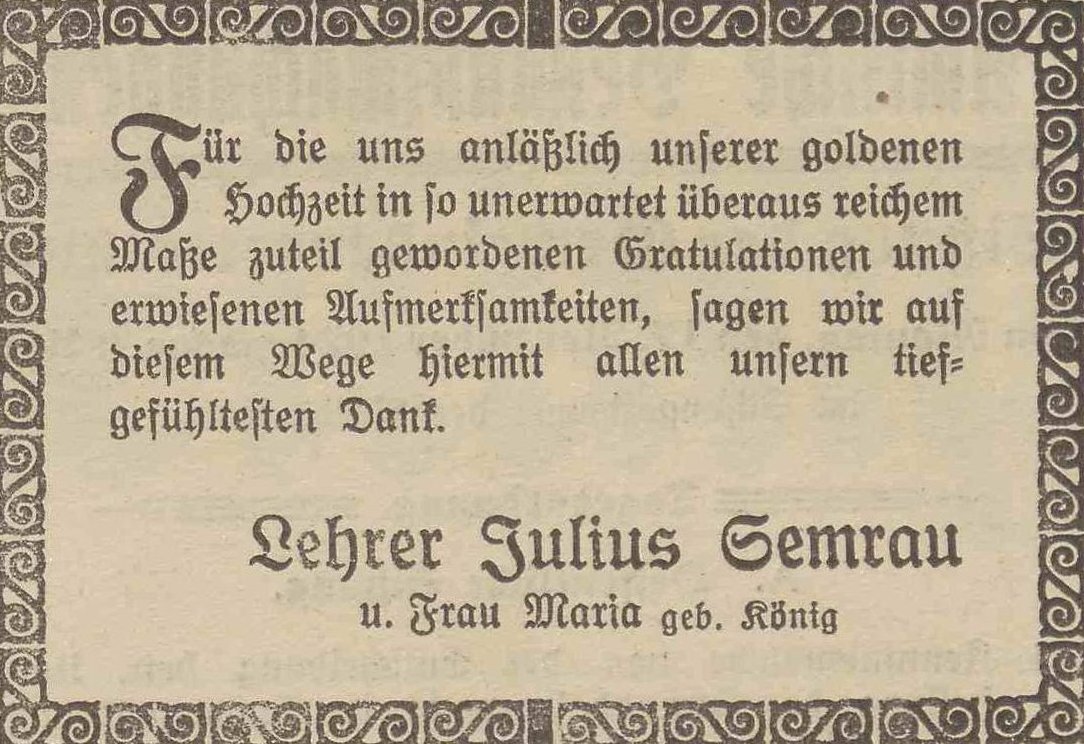 Für die uns anläßlich unserer goldenen
Hochzeit in so unerwartet überaus reichem
Maße zuteil gewordenen Gratulationen und
erwiesenen Aufmerksamkeiten, sagen wir auf
diesem Wege hiermit allen unsern tief-
gefühltesten Dank.
Lehrer Julius Semrau
u. Frau Maria geb. König